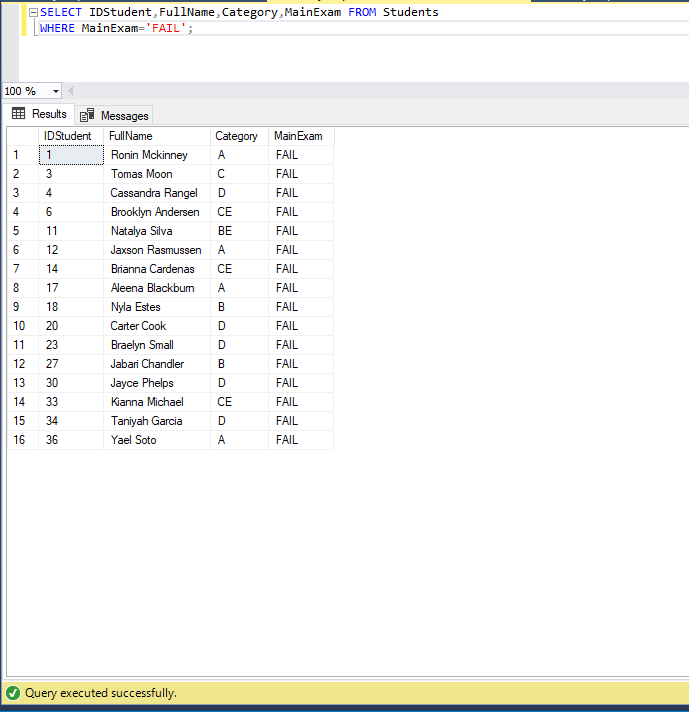 SELECT IDStudent,FullName,Category,MainExam FROM Students
WHERE MainExam='FAIL';
100 %
Results Messages
IDStudent FullName Category MainExam
1 1 Ronin Mckinney A FAIL
2 3 Tomas Moon C FAIL
3 4 Cassandra Rangel D FAIL
4 6 Brooklyn Andersen CE FAIL
5 11 Natalya Silva BE FAIL
6 12 Jaxson Rasmussen A FAIL
7 14 Brianna Cardenas CE FAIL
8 17 Aleena Blackburn A FAIL
9 18 Nyla Estes B FAIL
10 20 Carter Cook D FAIL
11 23 Braelyn Small D FAIL
12 27 Jabari Chandler B FAIL
13 30 Jayce Phelps D FAIL
14 33 Kianna Michael CE FAIL
15 34 Taniyah Garcia D FAIL
16 36 Yael Soto A FAIL
Query executed successfully.